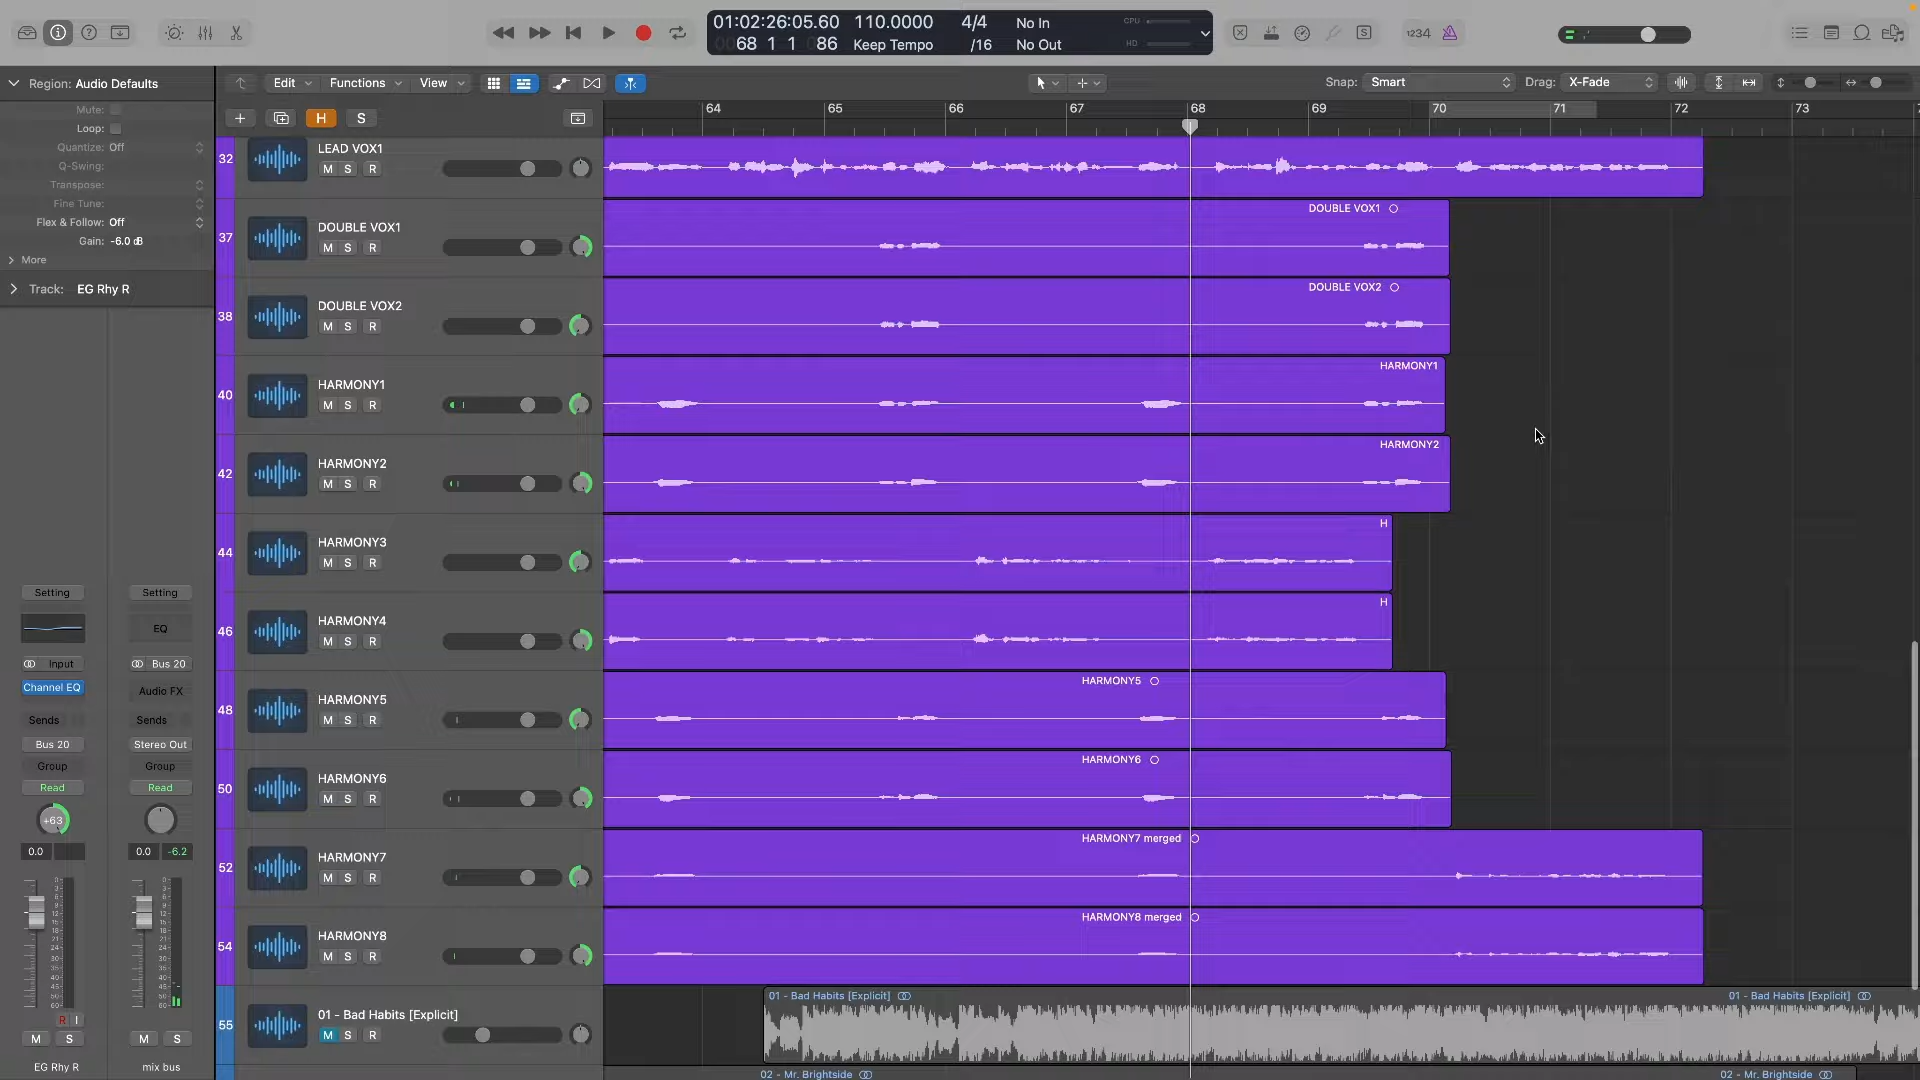 01:02:26:05.60 110.0000 4/4 No In CPU
68 1 1 86 Keep Tempo /16 No Out HD
1234
Region: Audio Defaults
Mute:
Loop:
Quantize: Off
Q-Swing:
Transpose:
Fine Tune:
Flex & Follow: Off
Gain: -6.0 dB
More
Track: EG Rhy R
Edit Functions View Snap: Smart Drag: X-Fade
H S
64 65 66 67 68 69 70 71 72 73
32 LEAD VOX1
M S R
37 DOUBLE VOX1
M S R
DOUBLE VOX1
38 DOUBLE VOX2
M S R
DOUBLE VOX2
40 HARMONY1
M S R
HARMONY1
42 HARMONY2
M S R
HARMONY2
44 HARMONY3
M S R
H
46 HARMONY4
M S R
H
48 HARMONY5
M S R
HARMONY5
50 HARMONY6
M S R
HARMONY6
52 HARMONY7
M S R
HARMONY7 merged
54 HARMONY8
M S R
HARMONY8 merged
55 01 - Bad Habits [Explicit]
M S R
01 - Bad Habits [Explicit] 01 - Bad Habits [Explicit]
02 - Mr. Brightside 02 - Mr. Brightside
Setting Setting
EQ
Input Bus 20
Channel EQ Audio FX
Sends Sends
Bus 20 Stereo Out
Group Group
Read Read
+63
0.0 0.0 -6.2
R I
M S M S
EG Rhy R mix bus